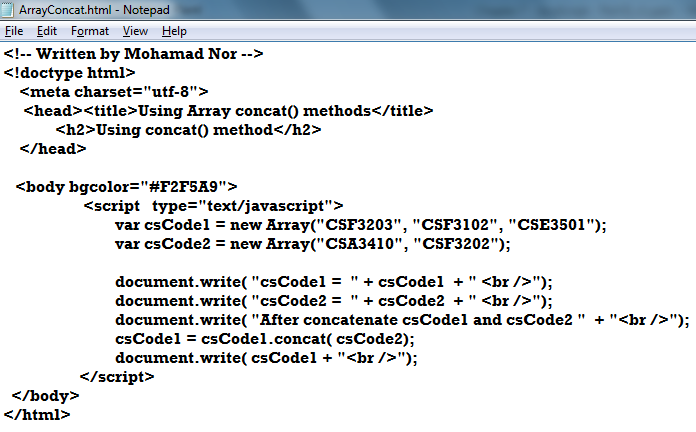 ArrayConcat.html - Notepad
File Edit Format View Help
<!-- Written by Mohamad Nor -->
<!doctype html>
<meta charset="utf-8">
<head><title>Using Array concat() methods</title>
<h2>Using concat() method</h2>
</head>
<body bgcolor="#F2F5A9">
<script type="text/javascript">
var csCode1 = new Array("CSF3203", "CSF3102", "CSE3501");
var csCode2 = new Array("CSA3410", "CSF3202");
document.write( "csCode1 = " + csCode1 + " <br />");
document.write( "csCode2 = " + csCode2 + " <br />");
document.write( "After concatenate csCode1 and csCode2 " + "<br />");
csCode1 = csCode1.concat( csCode2);
document.write( csCode1 + "<br />");
</script>
</body>
</html>